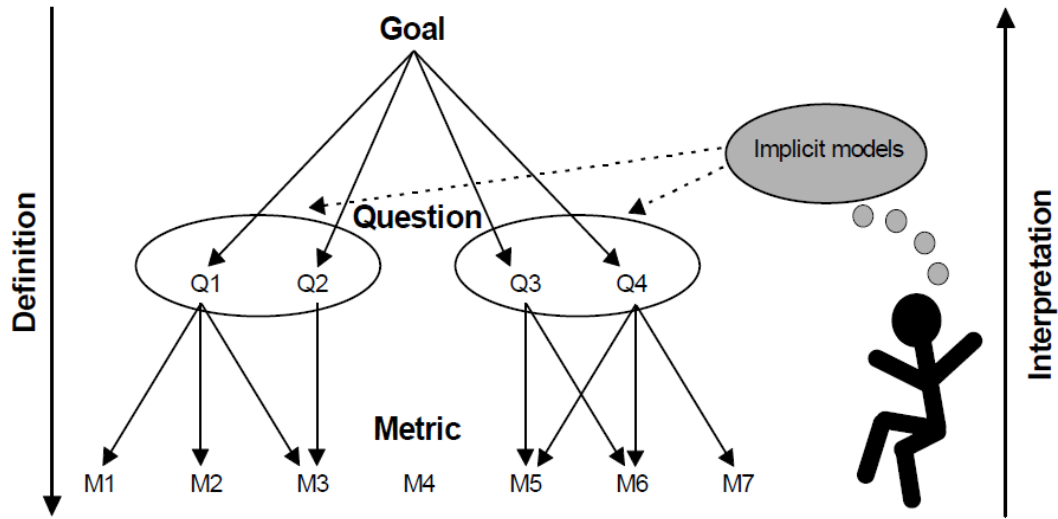 Goal
Implicit models
Definition
Question
Interpretation
Q1 Q2 Q3 Q4
Metric
M1 M2 M3 M4 M5 M6 M7